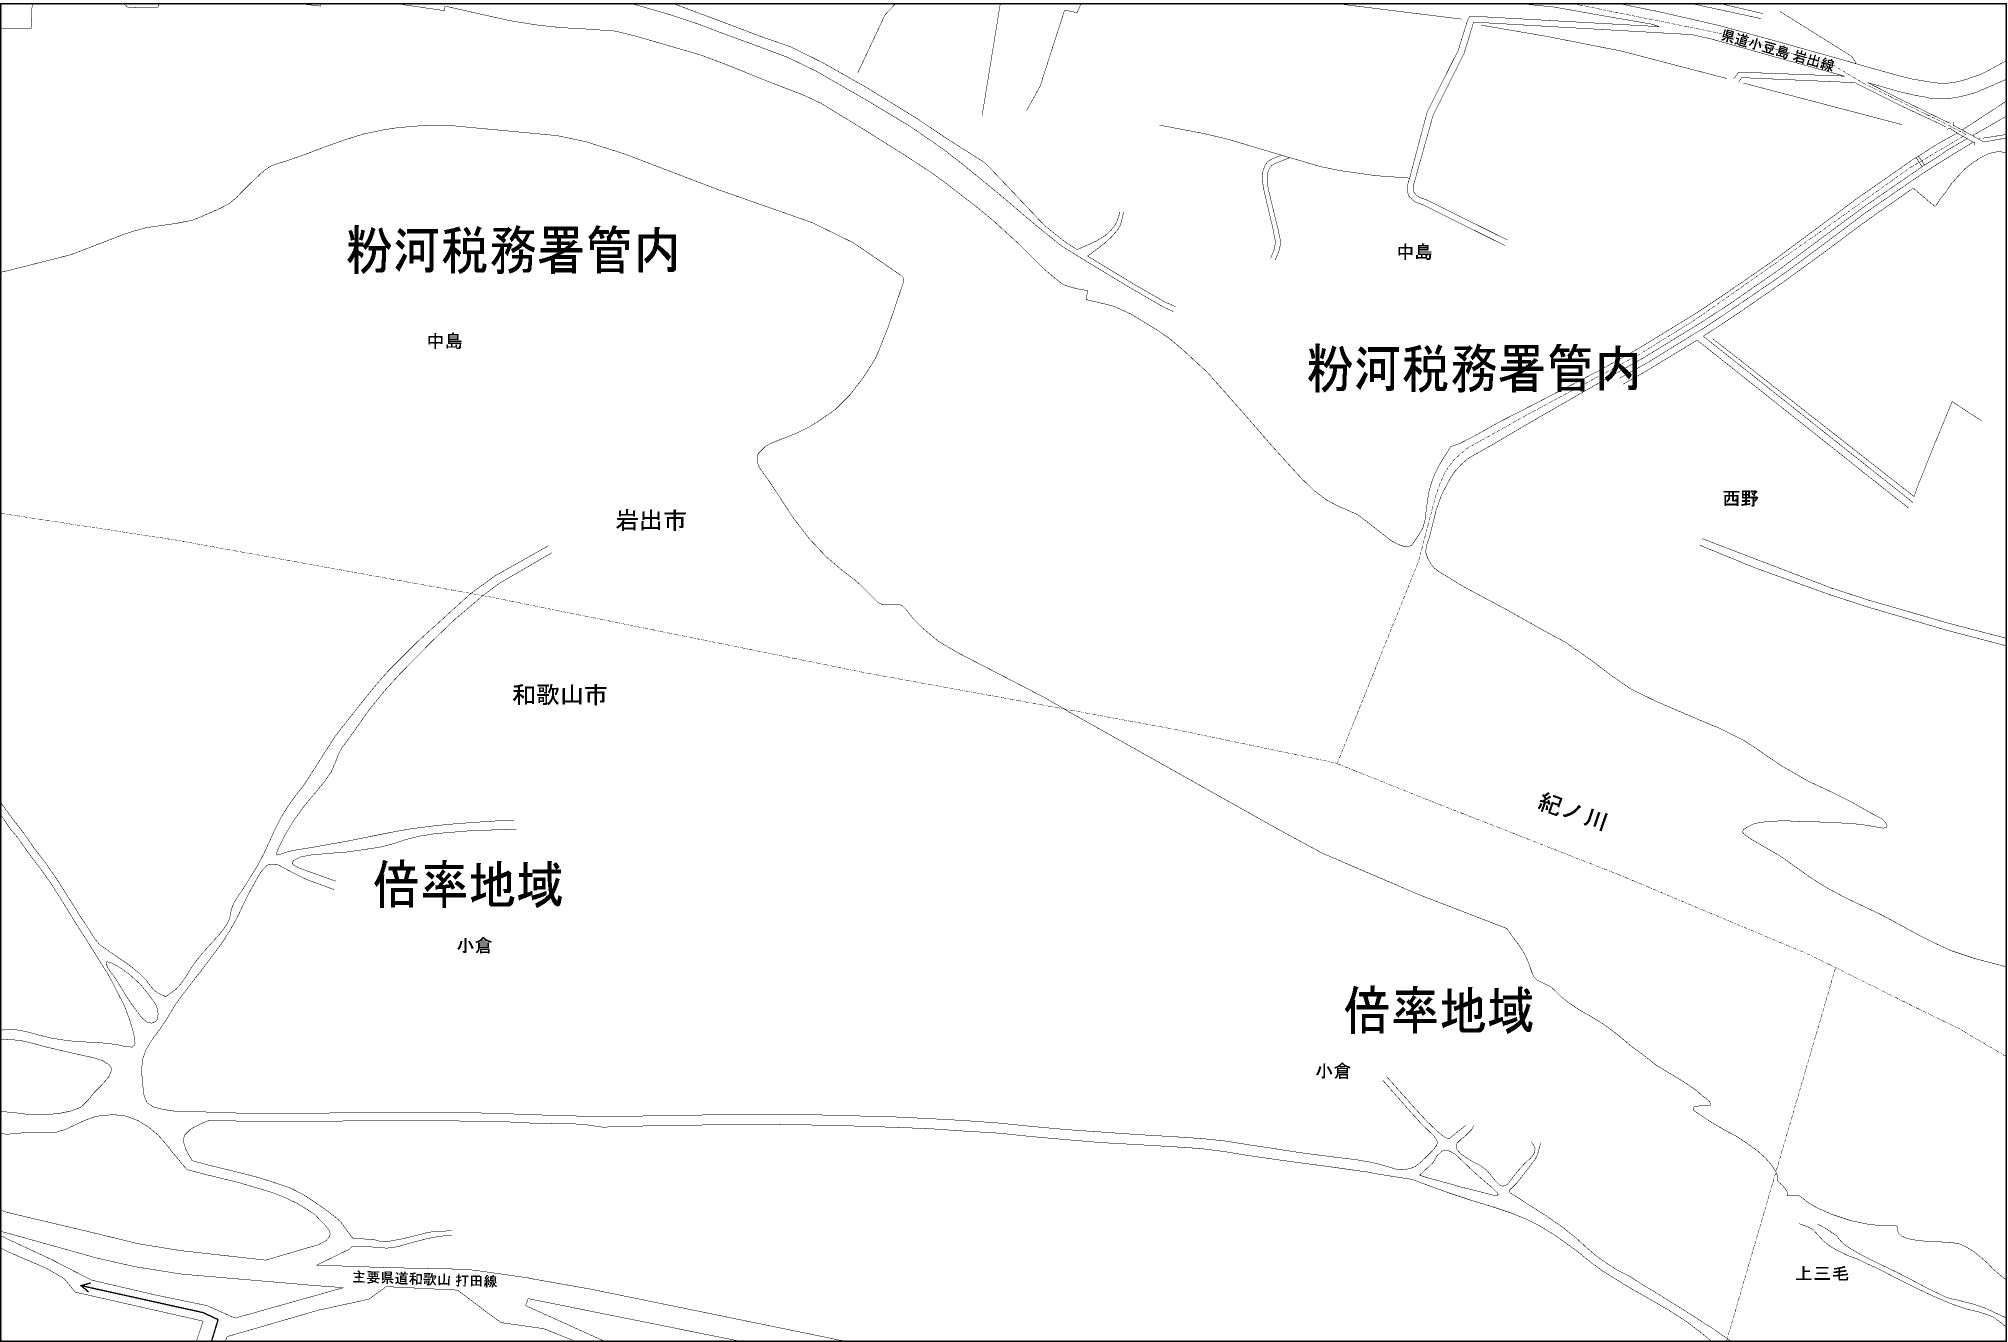 県道小豆島 岩出線
粉河税務署管内
中島
中島
粉河税務署管内
西野
岩出市
和歌山市
紀ノ川
倍率地域
小倉
倍率地域
小倉
上三毛
主要県道和歌山 打田線